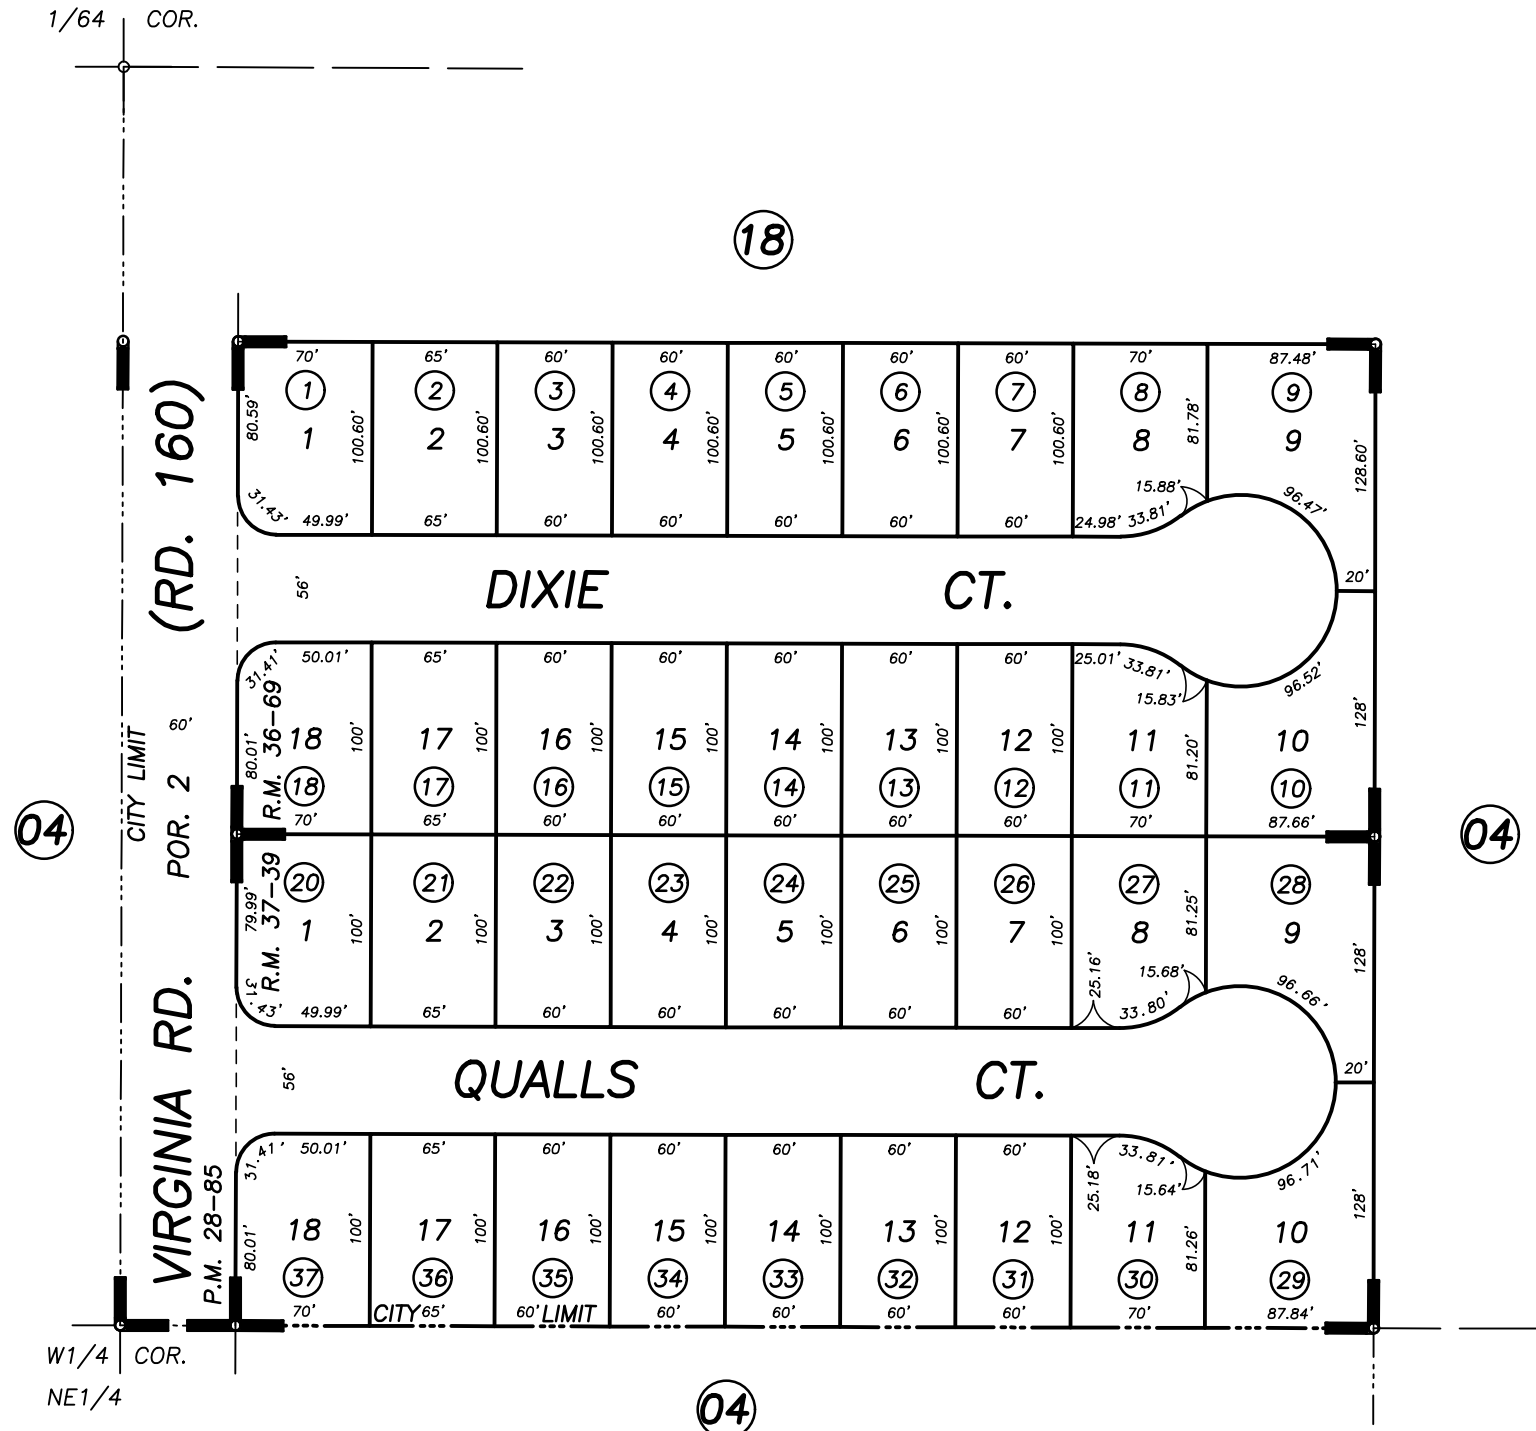 1/64 COR.
18
70' 65' 60' 60' 60' 60' 60' 70' 87.48'
1 2 3 4 5 6 7 8 9
80.59' 100.60' 100.60' 100.60' 100.60' 100.60' 100.60' 100.60' 81.78' 128.60'
1 2 3 4 5 6 7 8 9
31.43' 49.99' 65' 60' 60' 60' 60' 60' 24.98' 33.81' 15.88' 96.47'
56' DIXIE CT. 20'
31.41' 50.01' 65' 60' 60' 60' 60' 60' 25.01' 33.81' 15.83' 96.52'
80.01' 100' 100' 100' 100' 100' 100' 100' 81.20' 128'
18 17 16 15 14 13 12 11 10
18 17 16 15 14 13 12 11 10
70' 65' 60' 60' 60' 60' 60' 70' 87.66'
R.M. 36-69
VIRGINIA RD. (RD. 160)
POR. 2 60'
CITY LIMIT
04
04
R.M. 37-39
20 21 22 23 24 25 26 27 28
79.99' 100' 100' 100' 100' 100' 100' 100' 81.25' 128'
1 2 3 4 5 6 7 8 9
31.43' 49.99' 65' 60' 60' 60' 60' 60' 25.16' 33.80' 15.68' 96.66'
56' QUALLS CT. 20'
31.41' 50.01' 65' 60' 60' 60' 60' 60' 25.18' 33.81' 15.64' 96.71'
80.01' 100' 100' 100' 100' 100' 100' 100' 81.26' 128'
18 17 16 15 14 13 12 11 10
37 36 35 34 33 32 31 30 29
70' CITY 65' 60' LIMIT 60' 60' 60' 60' 70' 87.84'
P.M. 28-85
W1/4 COR.
NE1/4
04